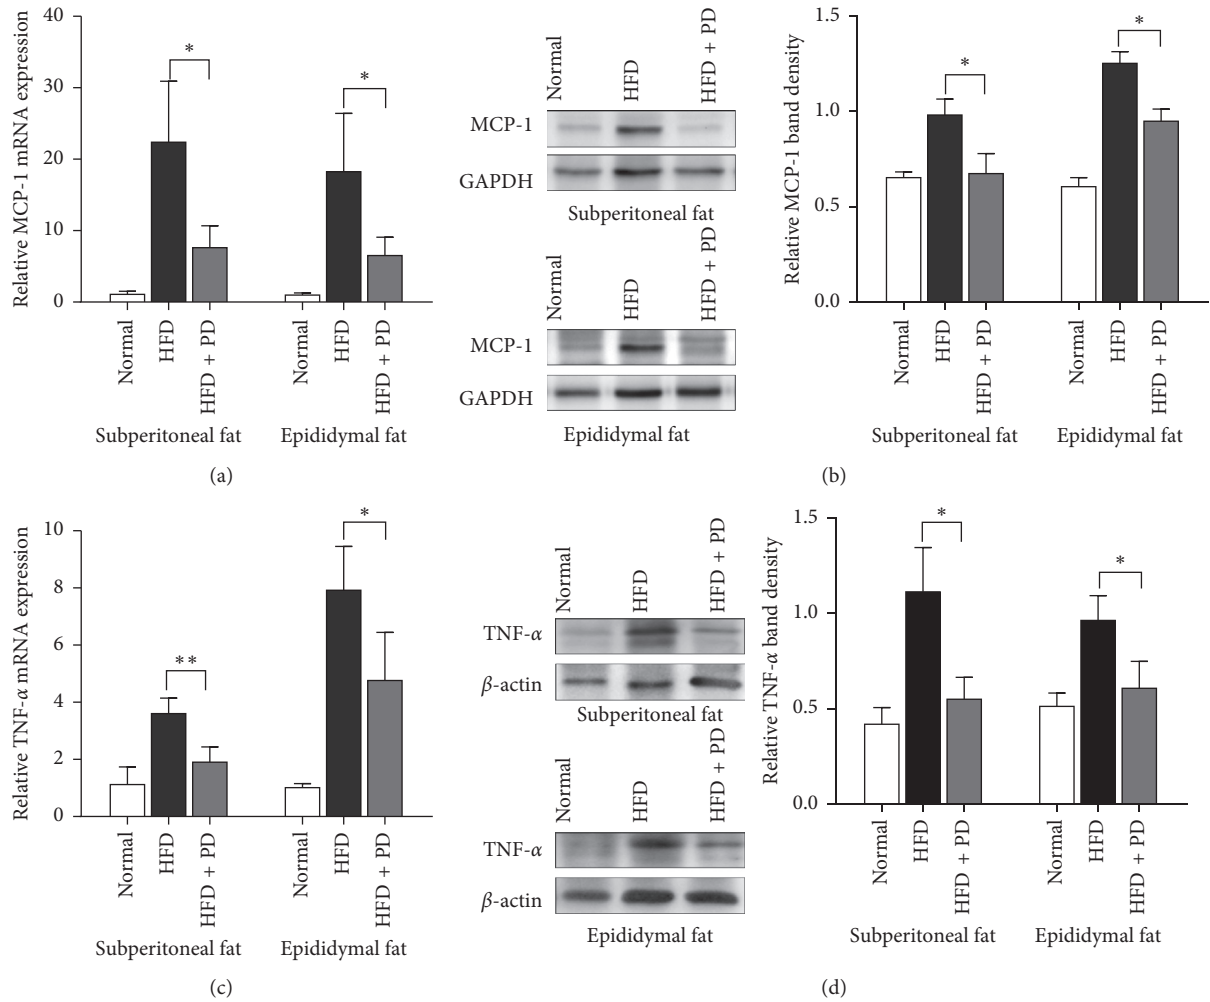 Relative MCP-1 mRNA expression
40
30
20
10
0
*
*
Normal
HFD
HFD + PD
Normal
HFD
HFD + PD
Subperitoneal fat
Epididymal fat
(a)
Normal
HFD
HFD + PD
MCP-1
GAPDH
Subperitoneal fat
Normal
HFD
HFD + PD
MCP-1
GAPDH
Epididymal fat
Relative MCP-1 band density
1.5
1.0
0.5
0.0
*
*
Normal
HFD
HFD + PD
Normal
HFD
HFD + PD
Subperitoneal fat
Epididymal fat
(b)
Relative TNF-α mRNA expression
10
8
6
4
2
0
**
*
Normal
HFD
HFD + PD
Normal
HFD
HFD + PD
Subperitoneal fat
Epididymal fat
(c)
Normal
HFD
HFD + PD
TNF-α
β-actin
Subperitoneal fat
Normal
HFD
HFD + PD
TNF-α
β-actin
Epididymal fat
Relative TNF-α band density
1.5
1.0
0.5
0.0
*
*
Normal
HFD
HFD + PD
Normal
HFD
HFD + PD
Subperitoneal fat
Epididymal fat
(d)